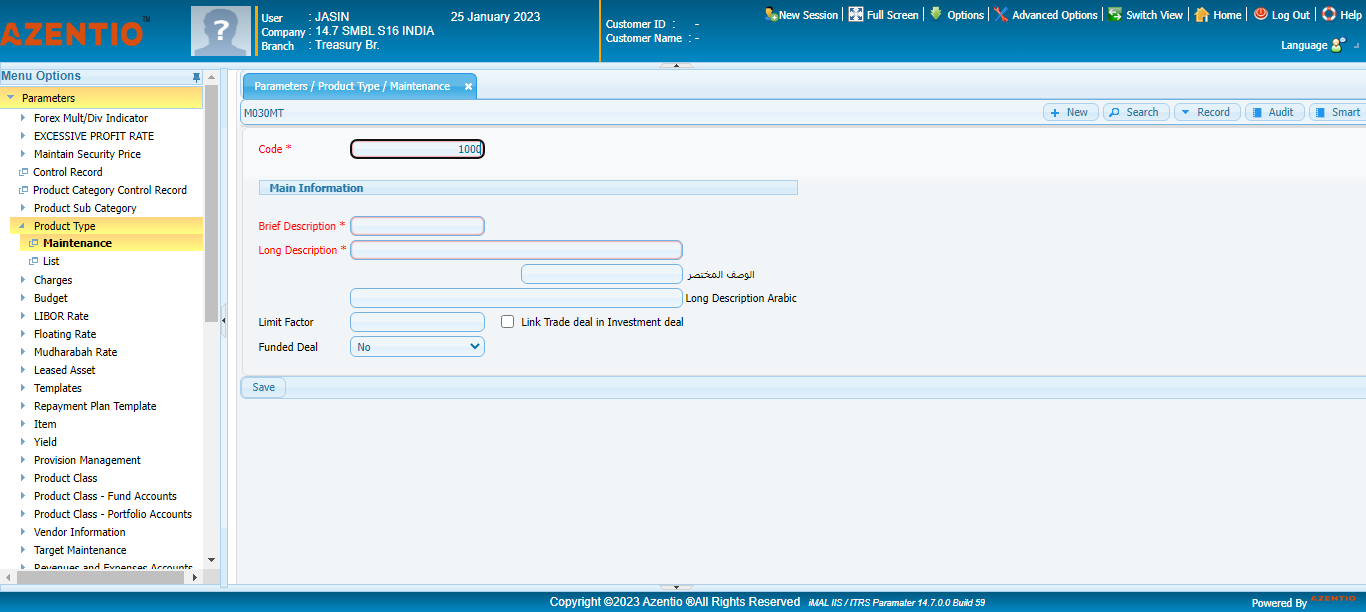 AZENTIO™
User : JASIN 25 January 2023
Company : 14.7 SMBL S16 INDIA
Branch : Treasury Br.
Customer ID : -
Customer Name : -
New Session Full Screen Options Advanced Options Switch View Home Log Out Help
Language
Menu Options
Parameters
Forex Mult/Div Indicator
EXCESSIVE PROFIT RATE
Maintain Security Price
Control Record
Product Category Control Record
Product Sub Category
Product Type
Maintenance
List
Charges
Budget
LIBOR Rate
Floating Rate
Mudharabah Rate
Leased Asset
Templates
Repayment Plan Template
Item
Yield
Provision Management
Product Class
Product Class - Fund Accounts
Product Class - Portfolio Accounts
Vendor Information
Target Maintenance
Revenues and Expenses Accounts
Parameters / Product Type / Maintenance
M030MT
New Search Record Audit Smart
Code * 1000
Main Information
Brief Description *
Long Description *
الوصف المختصر
Long Description Arabic
Limit Factor Link Trade deal in Investment deal
Funded Deal No
Save
Copyright ©2023 Azentio ®All Rights Reserved iMAL IIS / ITRS Paramater 14.7.0.0 Build 59
Powered By AZENTIO